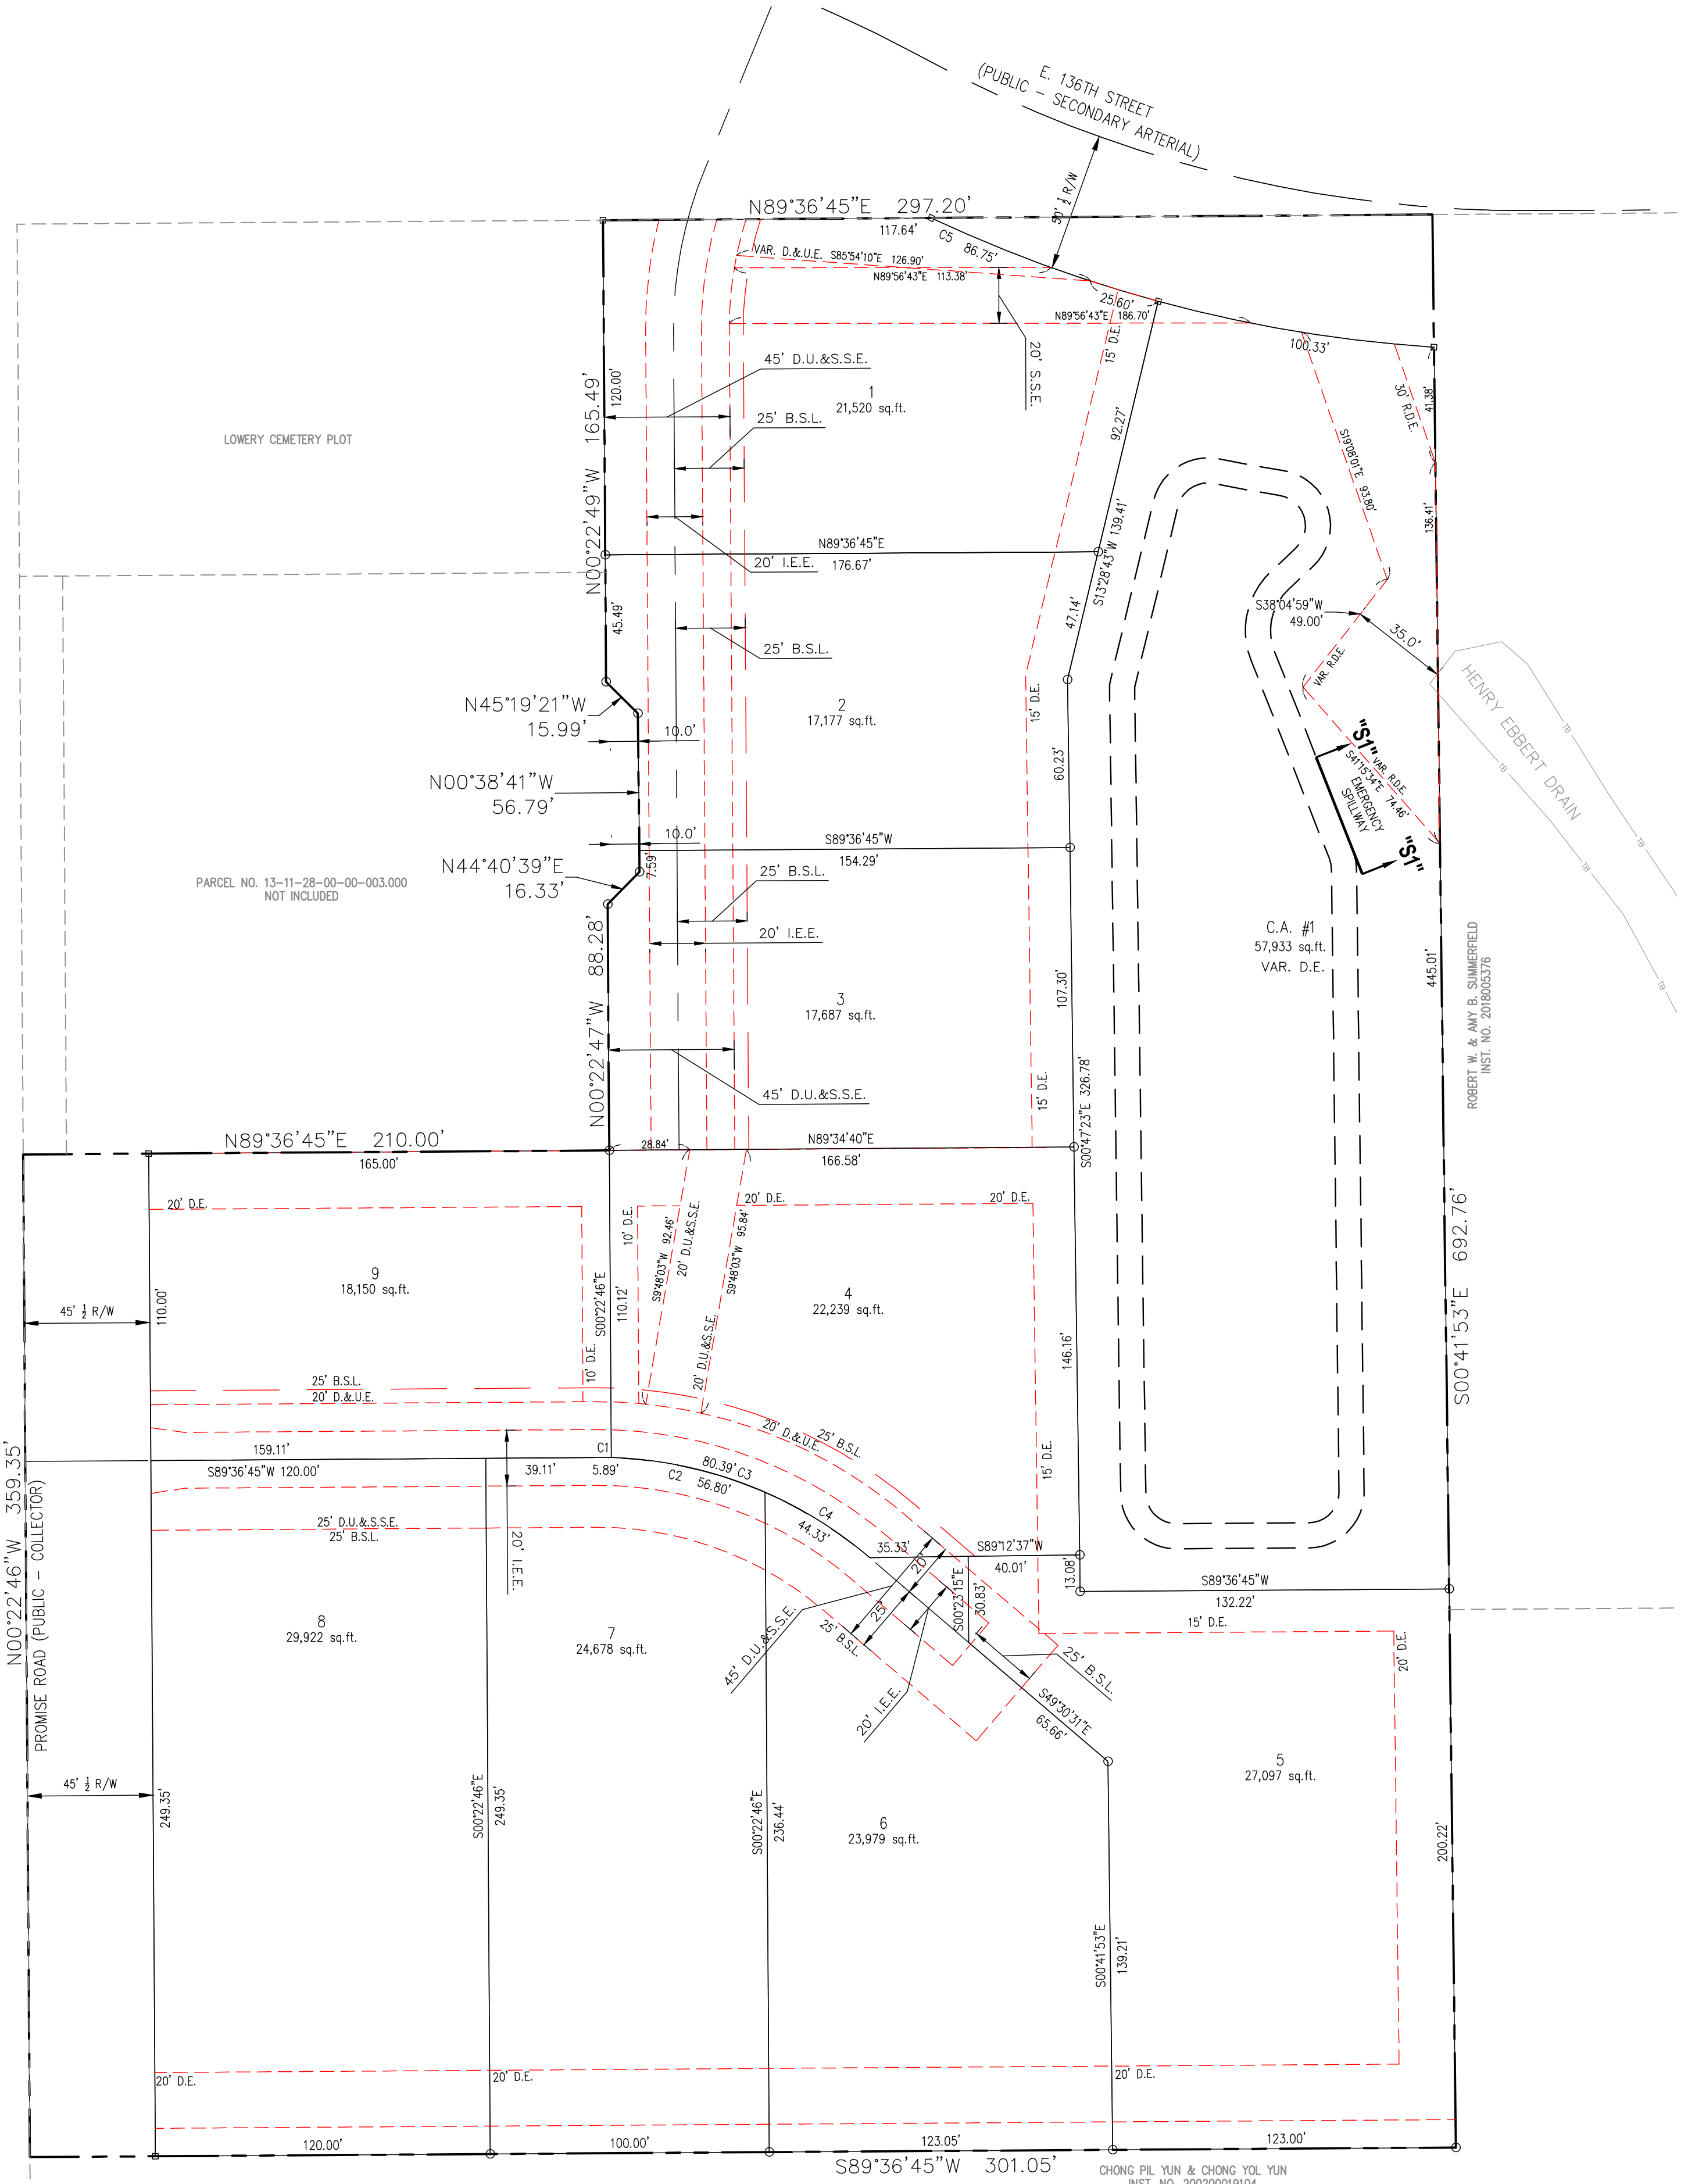 E. 136TH STREET
(PUBLIC - SECONDARY ARTERIAL)
50' ½ R/W
N89°36'45"E 297.20'
117.64'
C5 86.75'
VAR. D.&U.E. S85°54'10"E 126.90'
N89°56'43"E 113.38'
25.60'
N89°56'43"E 186.70'
100.33'
20' S.S.E.
15' D.E.
30' R.D.E.
41.38'
45' D.U.&S.S.E.
1
21,520 sq.ft.
25' B.S.L.
120.00'
N00°22'49"W 165.49'
LOWERY CEMETERY PLOT
92.27'
S19°08'01"E 93.80'
136.41'
S13°28'43"W 139.41'
N89°36'45"E
176.67'
20' I.E.E.
45.49'
47.14'
S38°04'59"W
49.00'
35.0'
VAR. R.D.E.
25' B.S.L.
HENRY EBBERT DRAIN
TB
TB
TB
TB
TB
N45°19'21"W
15.99'
10.0'
2
17,177 sq.ft.
15' D.E.
60.23'
"S1"
VAR. R.D.E.
S41°15'34"E 74.46'
EMERGENCY
SPILLWAY
"S1"
N00°38'41"W
56.79'
10.0'
S89°36'45"W
154.29'
7.59'
N44°40'39"E
16.33'
25' B.S.L.
PARCEL NO. 13-11-28-00-00-003.000
NOT INCLUDED
20' I.E.E.
N00°22'47"W 88.28'
C.A. #1
57,933 sq.ft.
VAR. D.E.
445.01'
ROBERT W. & AMY B. SUMMERFIELD
INST. NO. 2018005376
107.30'
3
17,687 sq.ft.
45' D.U.&S.S.E.
15' D.E.
S00°47'23"E 326.78'
N89°36'45"E 210.00'
165.00'
28.84'
N89°34'40"E
166.58'
20' D.E.
20' D.E.
20' D.E.
10' D.E.
S9°48'03"W 92.46'
20' D.U.&S.S.E.
S9°48'03"W 95.84'
20' D.U.&S.S.E.
S00°41'53"E 692.76'
9
18,150 sq.ft.
110.00'
45' ½ R/W
S00°22'46"E
110.12'
10' D.E.
4
22,239 sq.ft.
146.16'
25' B.S.L.
20' D.&U.E.
20' D.&U.E.
25' B.S.L.
15' D.E.
159.11'
S89°36'45"W 120.00'
C1
39.11'
5.89'
80.39' C3
C2 56.80'
C4
44.33'
N00°22'46"W 359.35'
PROMISE ROAD (PUBLIC - COLLECTOR)
25' D.U.&S.S.E.
25' B.S.L.
20' I.E.E.
35.33'
S89°12'37"W
40.01'
13.08'
S89°36'45"W
132.22'
15' D.E.
20' D.E.
20'
25'
S00°23'15"E
30.83'
25' B.S.L.
45' D.U.&S.S.E.
20' I.E.E.
25' B.S.L.
S49°30'31"E
65.66'
8
29,922 sq.ft.
7
24,678 sq.ft.
5
27,097 sq.ft.
6
23,979 sq.ft.
45' ½ R/W
249.35'
S00°22'46"E
249.35'
S00°22'46"E
236.44'
S00°41'53"E
139.21'
200.22'
20' D.E.
20' D.E.
20' D.E.
120.00'
100.00'
123.05'
123.00'
S89°36'45"W 301.05'
CHONG PIL YUN & CHONG YOL YUN
INST. NO. 200200019104